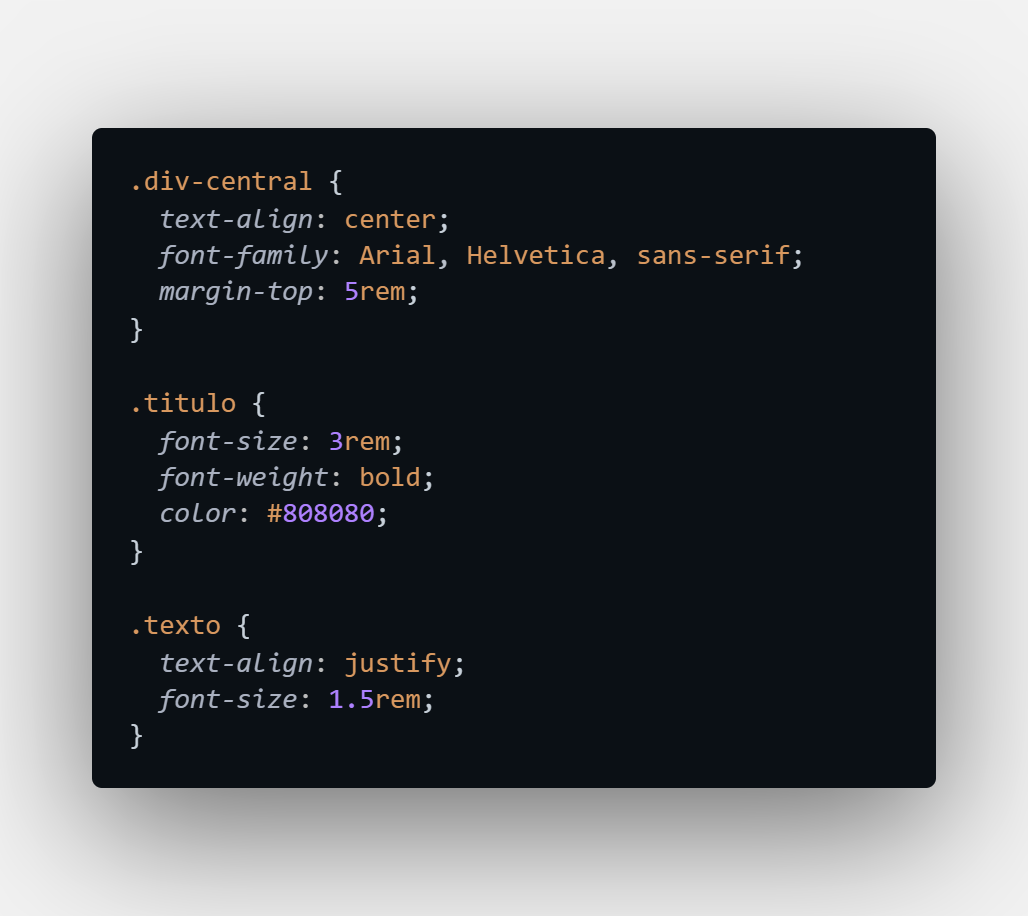 .div-central {
  text-align: center;
  font-family: Arial, Helvetica, sans-serif;
  margin-top: 5rem;
}

.titulo {
  font-size: 3rem;
  font-weight: bold;
  color: #808080;
}

.texto {
  text-align: justify;
  font-size: 1.5rem;
}